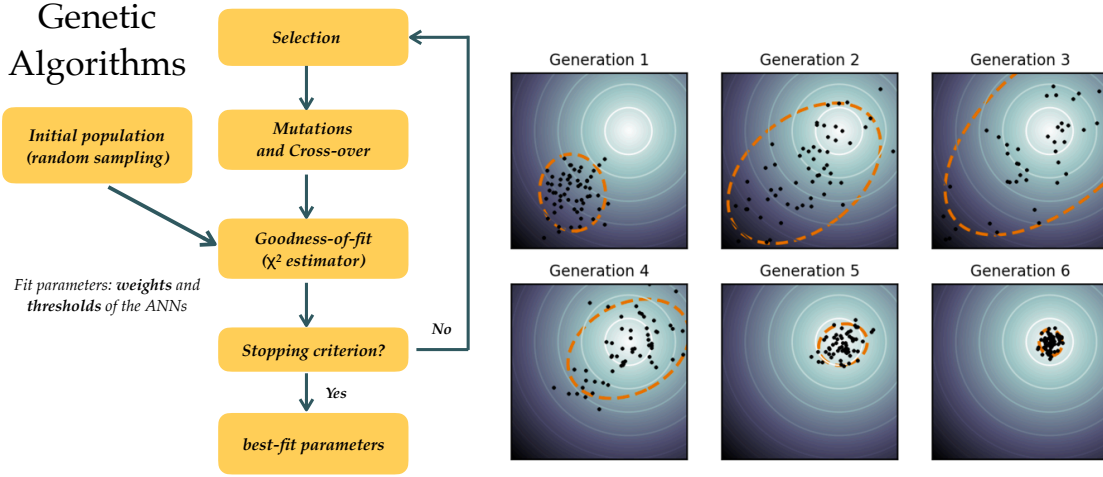 Genetic
Algorithms
Selection
Initial population
(random sampling)
Mutations
and Cross-over
Goodness-of-fit
(χ² estimator)
Fit parameters: weights and
thresholds of the ANNs
Stopping criterion?
No
Yes
best-fit parameters
Generation 1
Generation 2
Generation 3
Generation 4
Generation 5
Generation 6